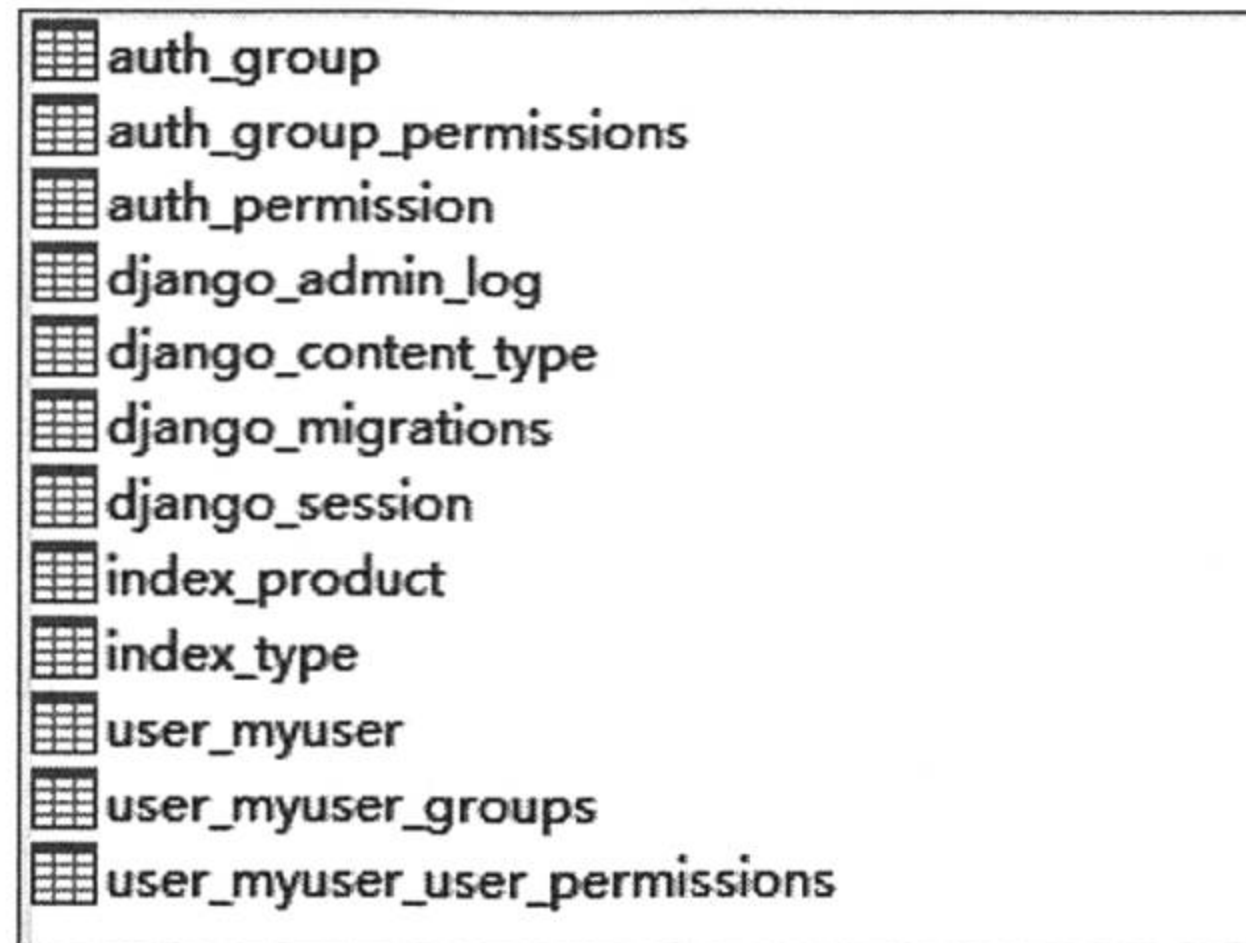 auth_group
auth_group_permissions
auth_permission
django_admin_log
django_content_type
django_migrations
django_session
index_product
index_type
user_myuser
user_myuser_groups
user_myuser_user_permissions